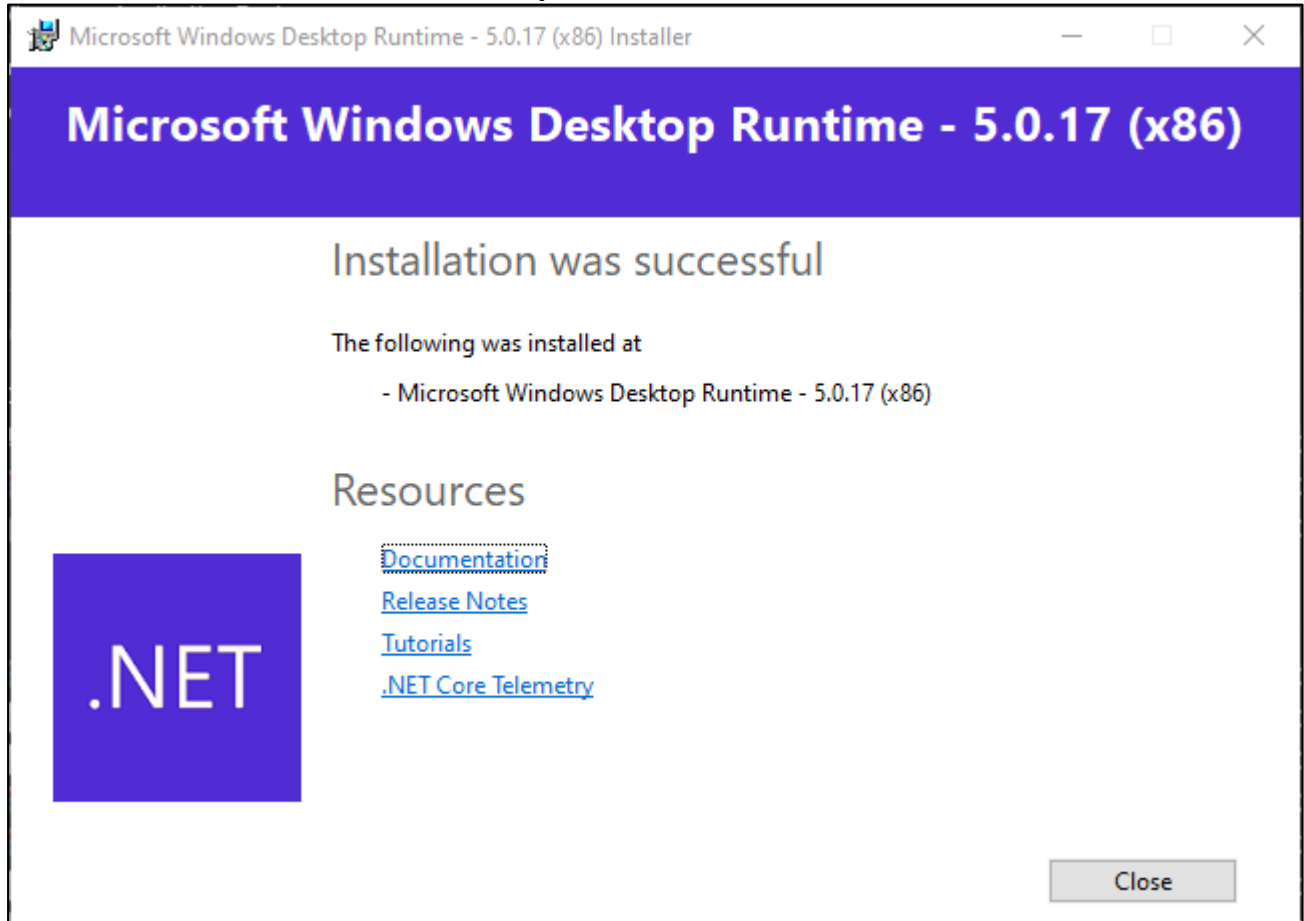 Microsoft Windows Desktop Runtime - 5.0.17 (x86) Installer
Microsoft Windows Desktop Runtime - 5.0.17 (x86)
Installation was successful
The following was installed at
- Microsoft Windows Desktop Runtime - 5.0.17 (x86)
Resources
Documentation
Release Notes
Tutorials
.NET Core Telemetry
.NET
Close